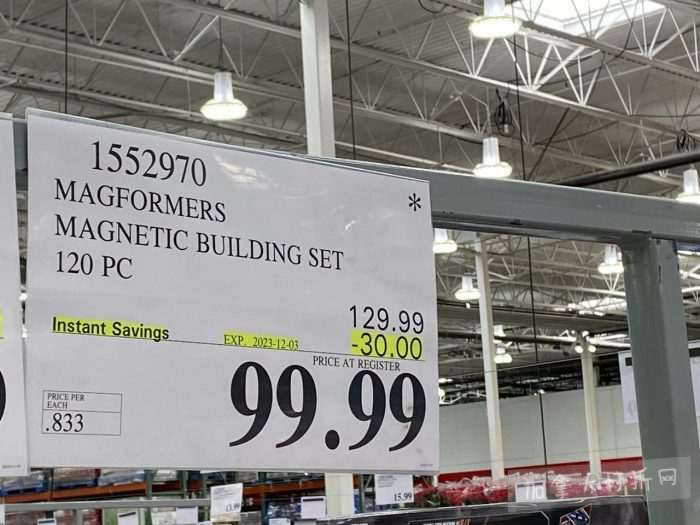 1552970
*
MAGFORMERS
MAGNETIC BUILDING SET
120 PC
129.99
Instant Savings EXP. 2023-12-03 -30.00
PRICE AT REGISTER
99.99
PRICE PER
EACH
.833
15.99